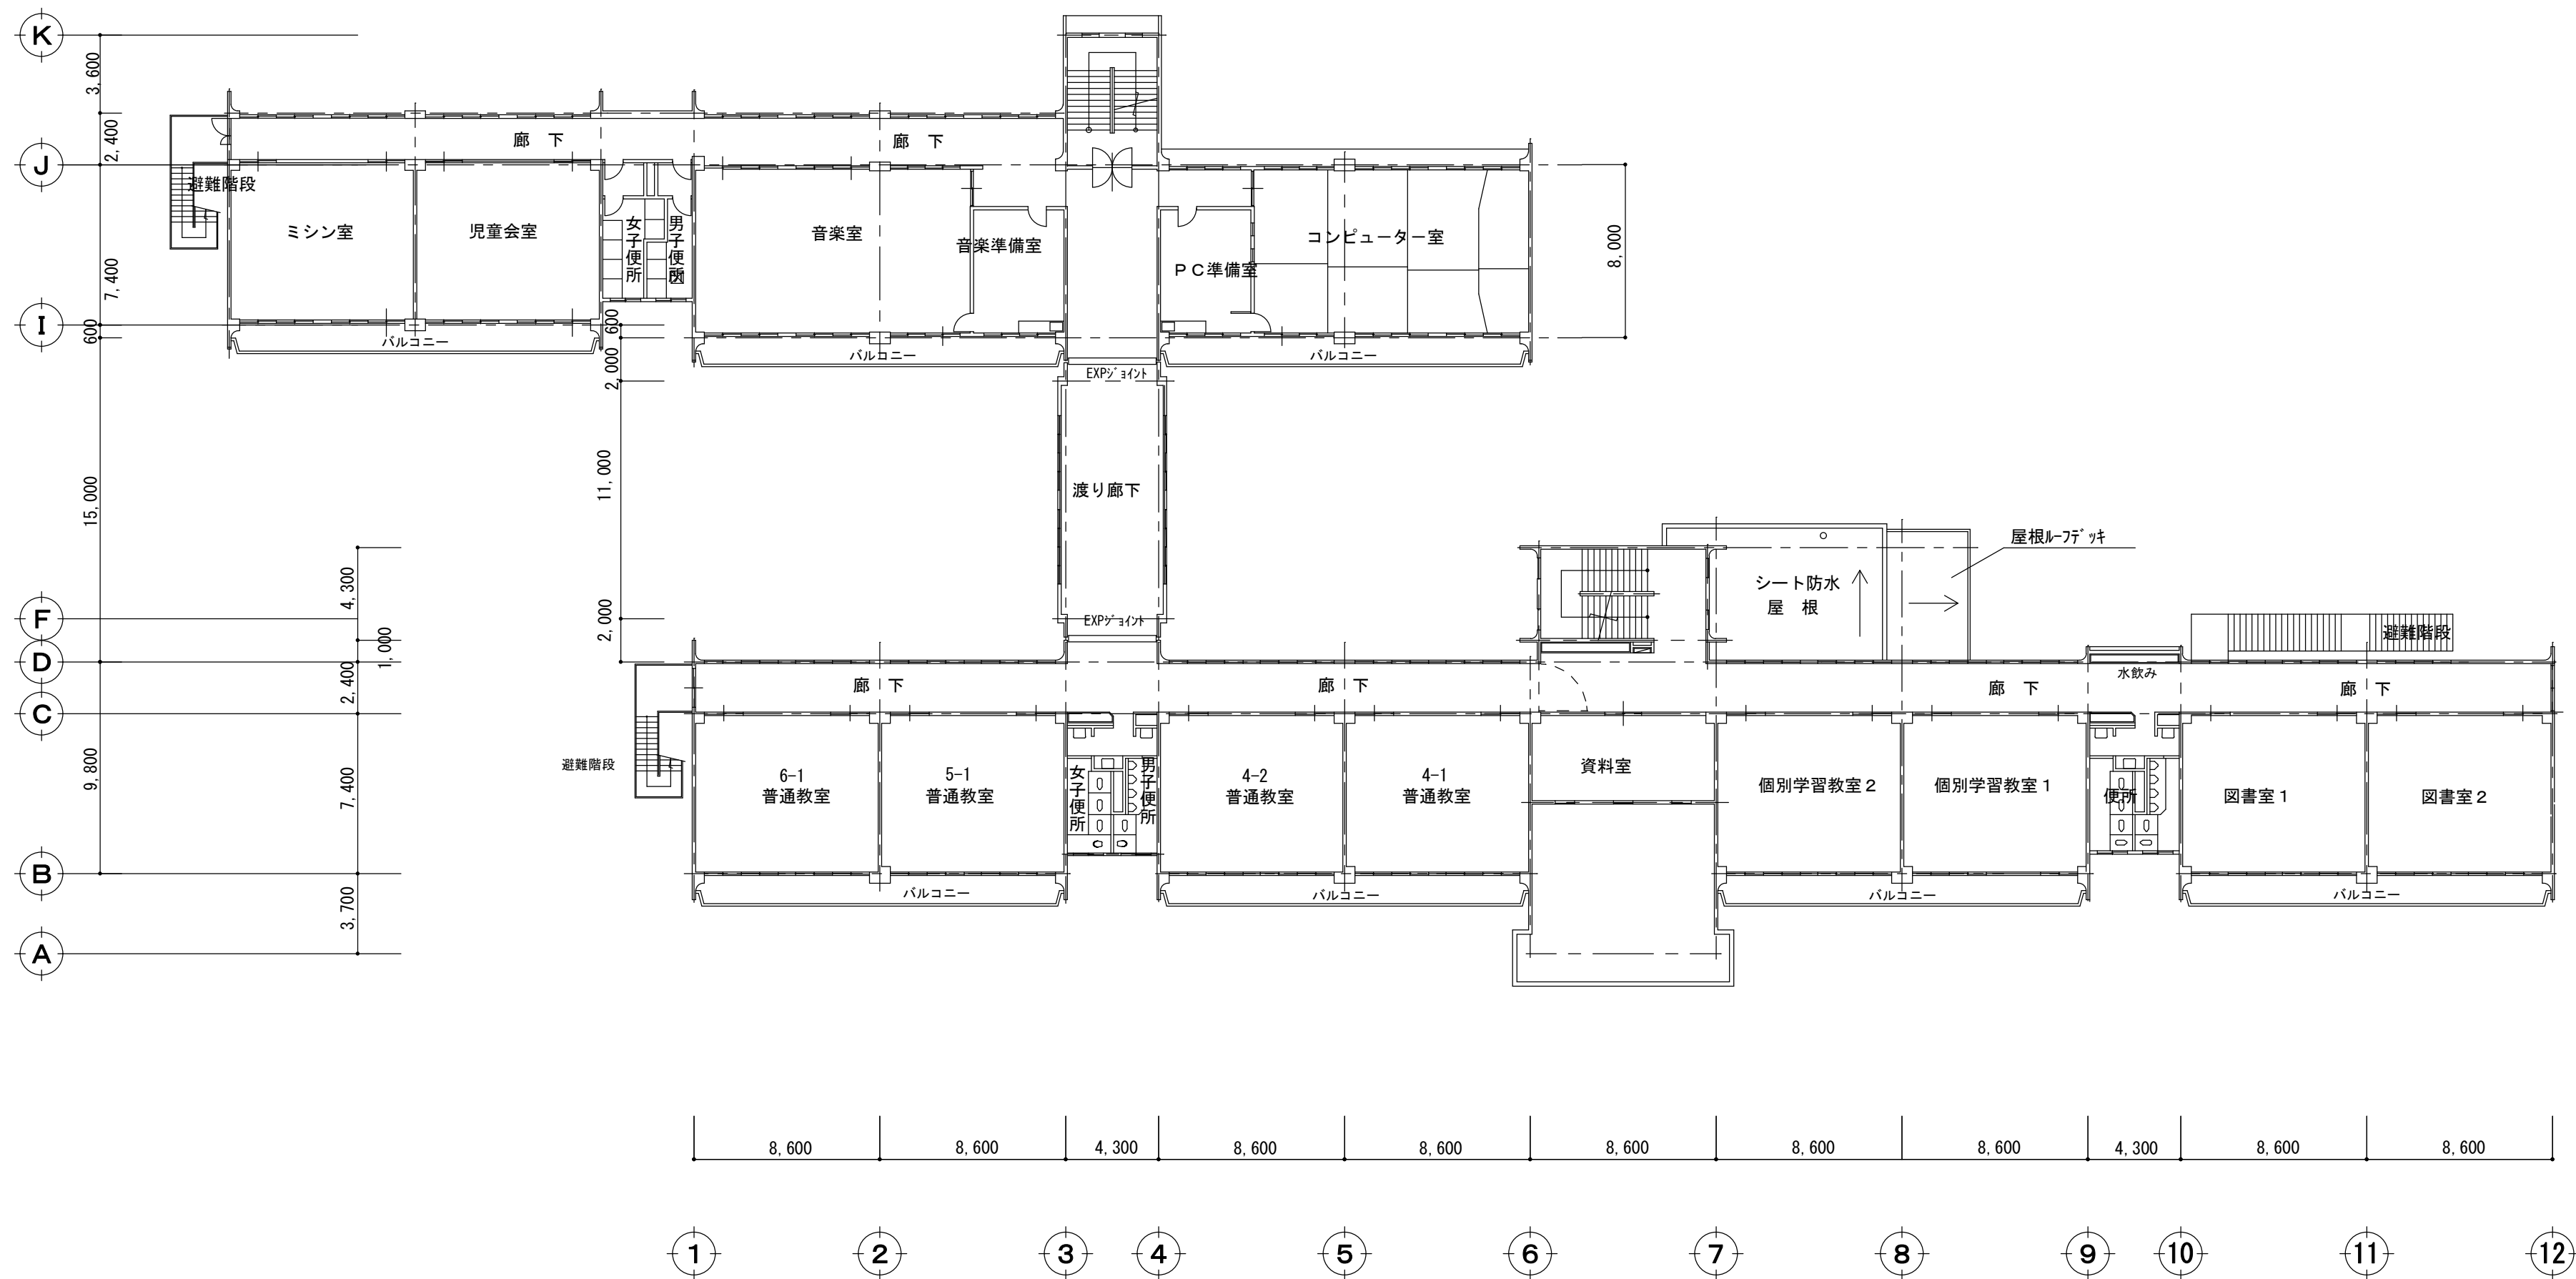 K
3,600
2,400
廊 下
廊 下
J
避難階段
ミシン室
児童会室
女子便所
男子便所
音楽室
音楽準備室
PC準備室
コンピューター室
8,000
7,400
I
600
600
バルコニー
バルコニー
バルコニー
2,000
EXPジョイント
15,000
11,000
渡り廊下
屋根ルーフデッキ
4,300
シート防水
屋 根
F
2,000
EXPジョイント
1,000
避難階段
D
2,400
水飲み
廊 下
廊 下
廊 下
廊 下
C
9,800
7,400
避難階段
6-1
普通教室
5-1
普通教室
女子便所
男子便所
4-2
普通教室
4-1
普通教室
資料室
個別学習教室2
個別学習教室1
便所
図書室1
図書室2
B
バルコニー
バルコニー
バルコニー
バルコニー
3,700
A
8,600
8,600
4,300
8,600
8,600
8,600
8,600
8,600
4,300
8,600
8,600
1
2
3
4
5
6
7
8
9
10
11
12